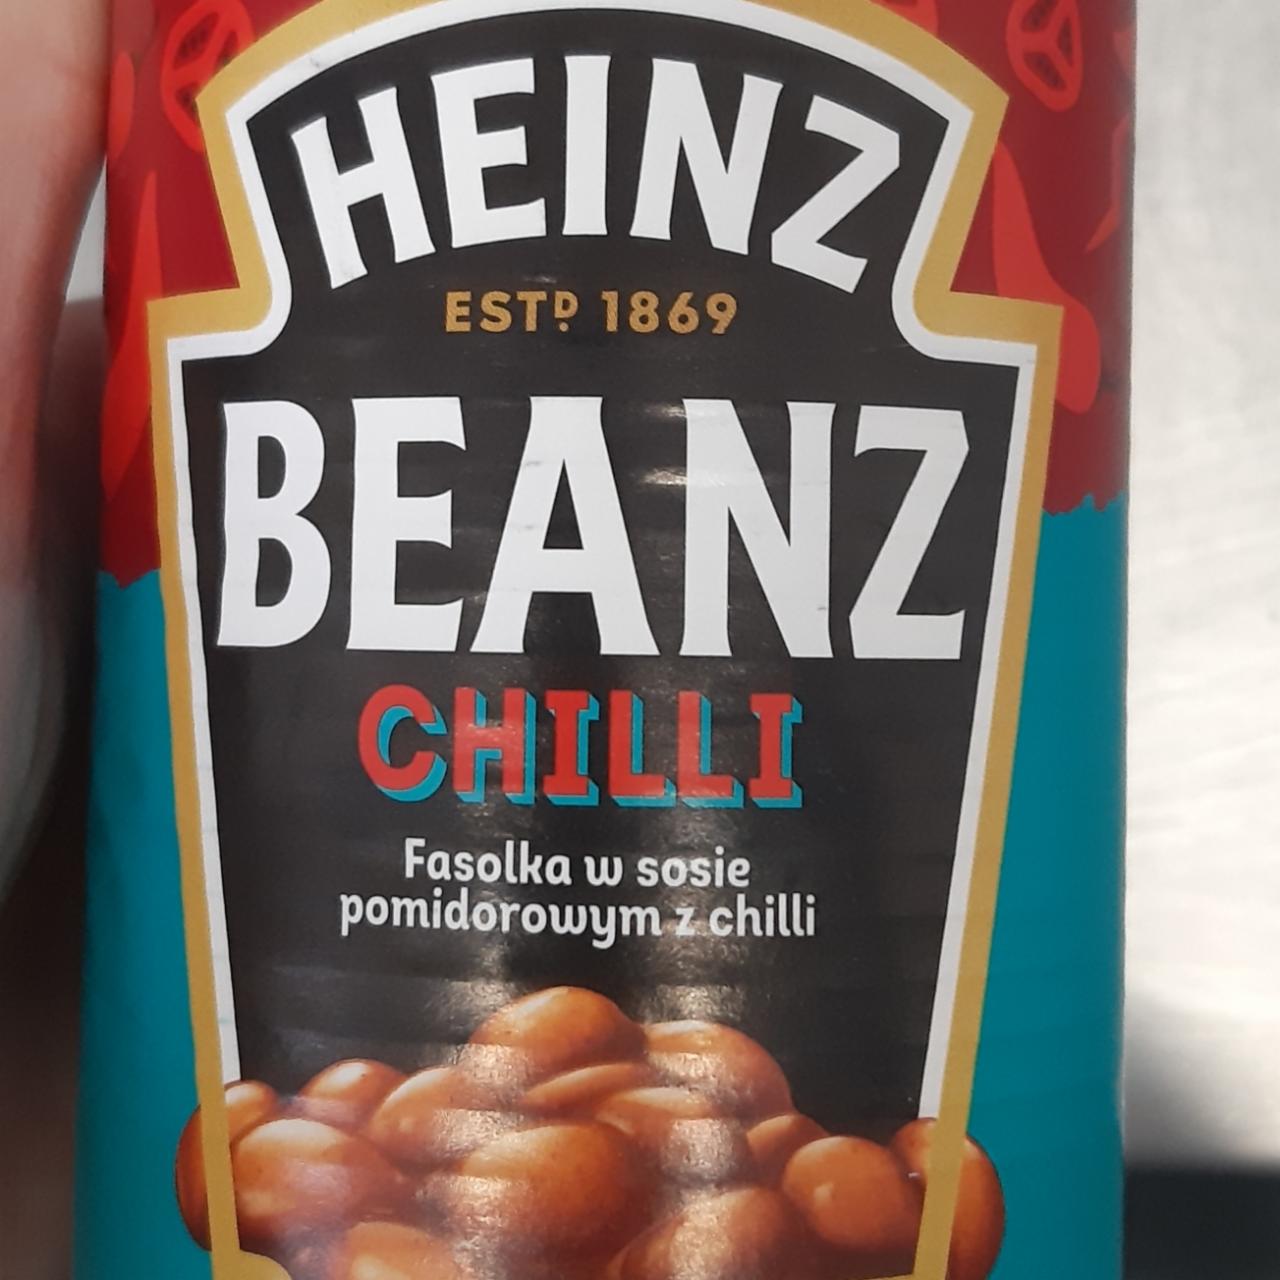 HEINZ
ESTD 1869
BEANZ
CHILLI
Fasolka w sosie
pomidorowym z chilli